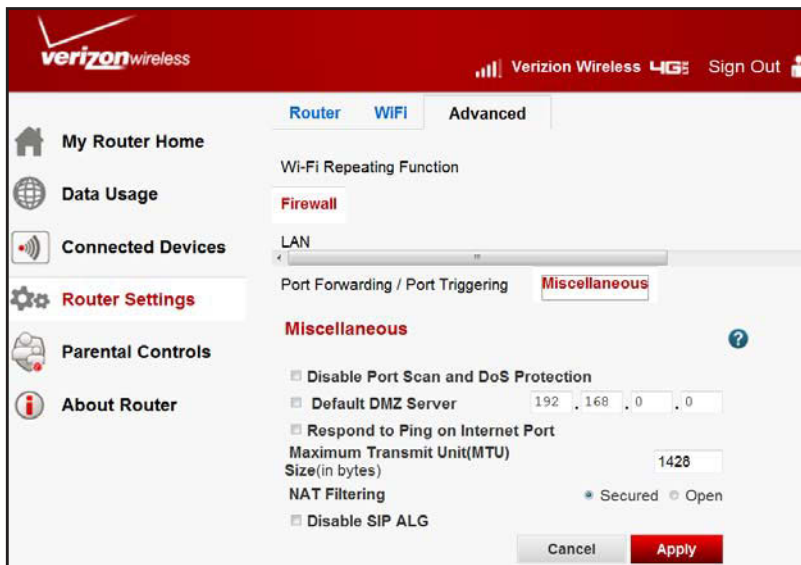 verizonwireless
Verizion Wireless 4G
Sign Out
My Router Home
Data Usage
Connected Devices
Router Settings
Parental Controls
About Router
Router WiFi Advanced
Wi-Fi Repeating Function
Firewall
LAN
Port Forwarding / Port Triggering Miscellaneous
Miscellaneous
?
Disable Port Scan and DoS Protection
Default DMZ Server 192 . 168 . 0 . 0
Respond to Ping on Internet Port
Maximum Transmit Unit(MTU)
Size(in bytes) 1428
NAT Filtering Secured Open
Disable SIP ALG
Cancel Apply